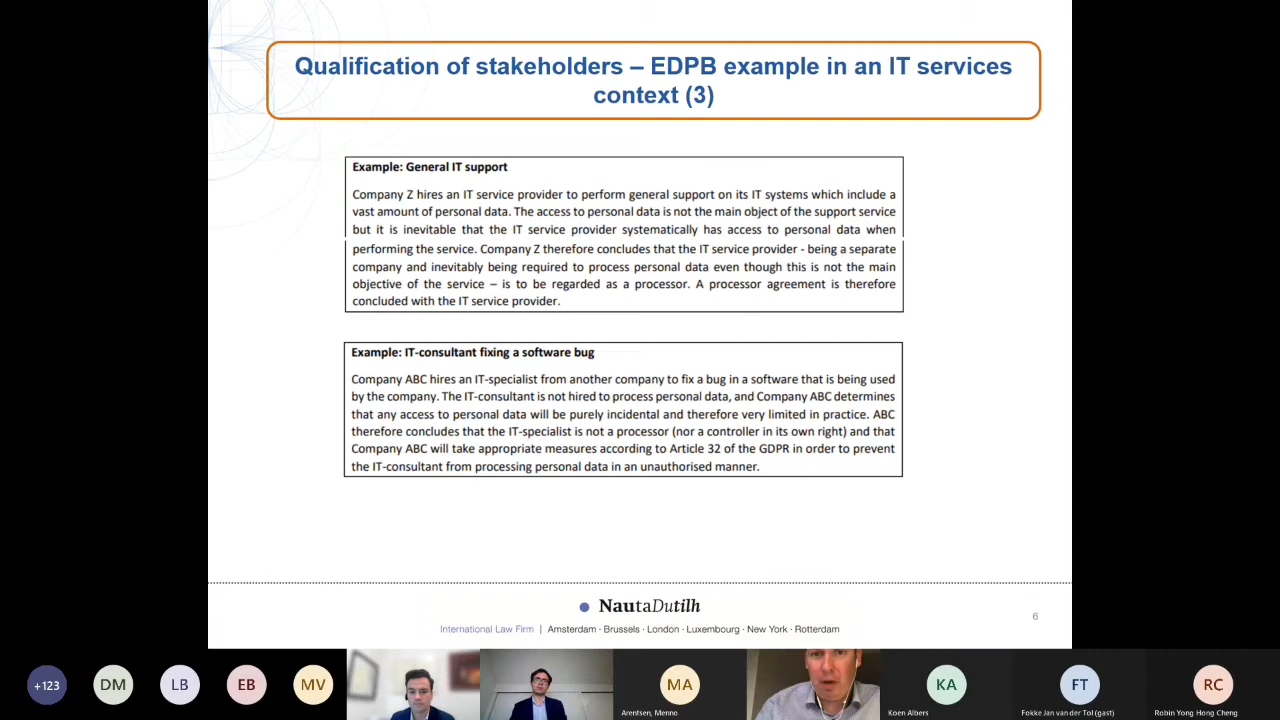 Qualification of stakeholders – EDPB example in an IT services
context (3)
Example: General IT support
Company Z hires an IT service provider to perform general support on its IT systems which include a
vast amount of personal data. The access to personal data is not the main object of the support service
but it is inevitable that the IT service provider systematically has access to personal data when
performing the service. Company Z therefore concludes that the IT service provider - being a separate
company and inevitably being required to process personal data even though this is not the main
objective of the service – is to be regarded as a processor. A processor agreement is therefore
concluded with the IT service provider.
Example: IT-consultant fixing a software bug
Company ABC hires an IT-specialist from another company to fix a bug in a software that is being used
by the company. The IT-consultant is not hired to process personal data, and Company ABC determines
that any access to personal data will be purely incidental and therefore very limited in practice. ABC
therefore concludes that the IT-specialist is not a processor (nor a controller in its own right) and that
Company ABC will take appropriate measures according to Article 32 of the GDPR in order to prevent
the IT-consultant from processing personal data in an unauthorised manner.
NautaDutilh
International Law Firm | Amsterdam · Brussels · London · Luxembourg · New York · Rotterdam
6
+123
DM
LB
EB
MV
MA
KA
FT
RC
Arentsen, Menno
Koen Albers
Fokke Jan van der Tol (gast)
Robin Yong Hong Cheng